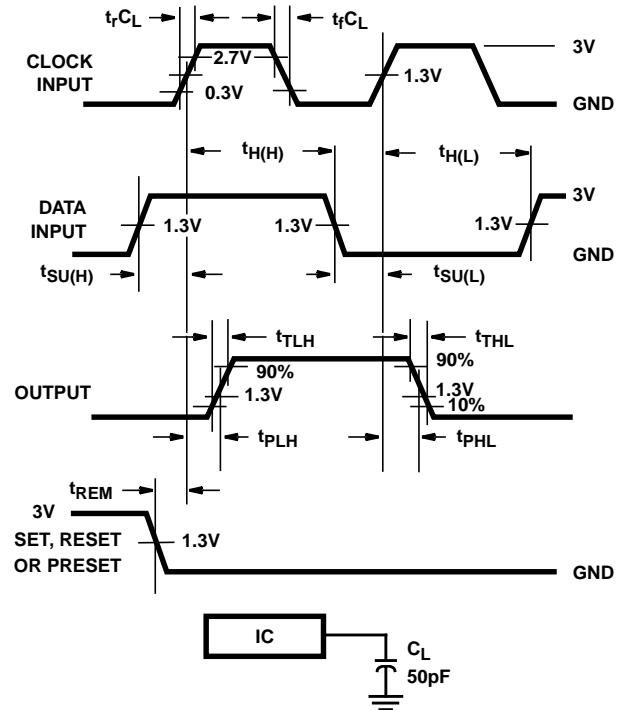 trCL
tfCL
3V
CLOCK
INPUT
2.7V
0.3V
1.3V
GND
tH(H)
tH(L)
3V
DATA
INPUT
1.3V
1.3V
1.3V
GND
tSU(H)
tSU(L)
tTLH
tTHL
90%
90%
OUTPUT
1.3V
1.3V
10%
tPLH
tPHL
tREM
3V
SET, RESET
OR PRESET
1.3V
GND
IC
CL
50pF